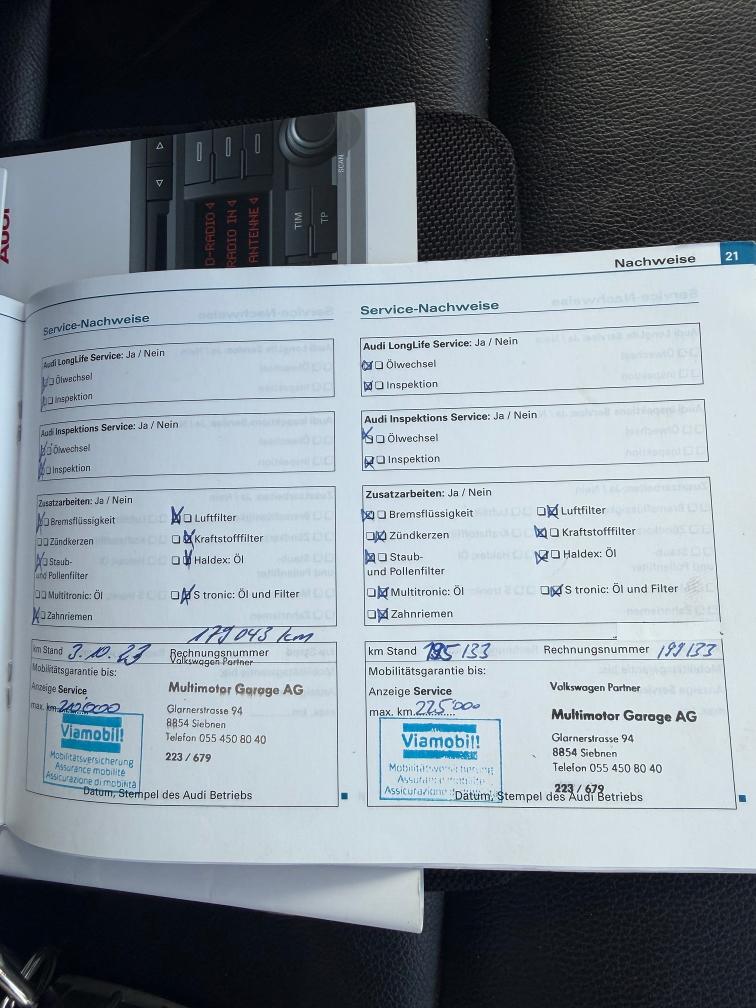 AUDI
D-RADIO 4
RADIO IN 4
ANTENNE 4
TIM
TP
SCAN
Nachweise 21
Service-Nachweise
Audi LongLife Service: Ja / Nein
Ölwechsel
Inspektion
Audi Inspektions Service: Ja / Nein
Ölwechsel
Inspektion
Zusatzarbeiten: Ja / Nein
Bremsflüssigkeit Luftfilter
Zündkerzen Kraftstofffilter
Staub- Haldex: Öl
und Pollenfilter
Multitronic: Öl S tronic: Öl und Filter
Zahnriemen
179 043 km
km Stand 3.10.23 Rechnungsnummer
Mobilitätsgarantie bis: Volkswagen Partner
Anzeige Service
max. km 210'000
Multimotor Garage AG
Glarnerstrasse 94
8854 Siebnen
Telefon 055 450 80 40
223 / 679
Viamobil!
Mobilitätsversicherung
Assurance mobilité
Assicurazione di mobilità
Datum, Stempel des Audi Betriebs
Service-Nachweise
Audi LongLife Service: Ja / Nein
Ölwechsel
Inspektion
Audi Inspektions Service: Ja / Nein
Ölwechsel
Inspektion
Zusatzarbeiten: Ja / Nein
Bremsflüssigkeit Luftfilter
Zündkerzen Kraftstofffilter
Staub- Haldex: Öl
und Pollenfilter
Multitronic: Öl S tronic: Öl und Filter
Zahnriemen
km Stand 195 133 Rechnungsnummer 199133
Mobilitätsgarantie bis:
Anzeige Service
max. km 225'000
Volkswagen Partner
Multimotor Garage AG
Glarnerstrasse 94
8854 Siebnen
Telefon 055 450 80 40
223 / 679
Viamobil!
Mobilitätsversicherung
Assurance mobilité
Assicurazione
Datum, Stempel des Audi Betriebs